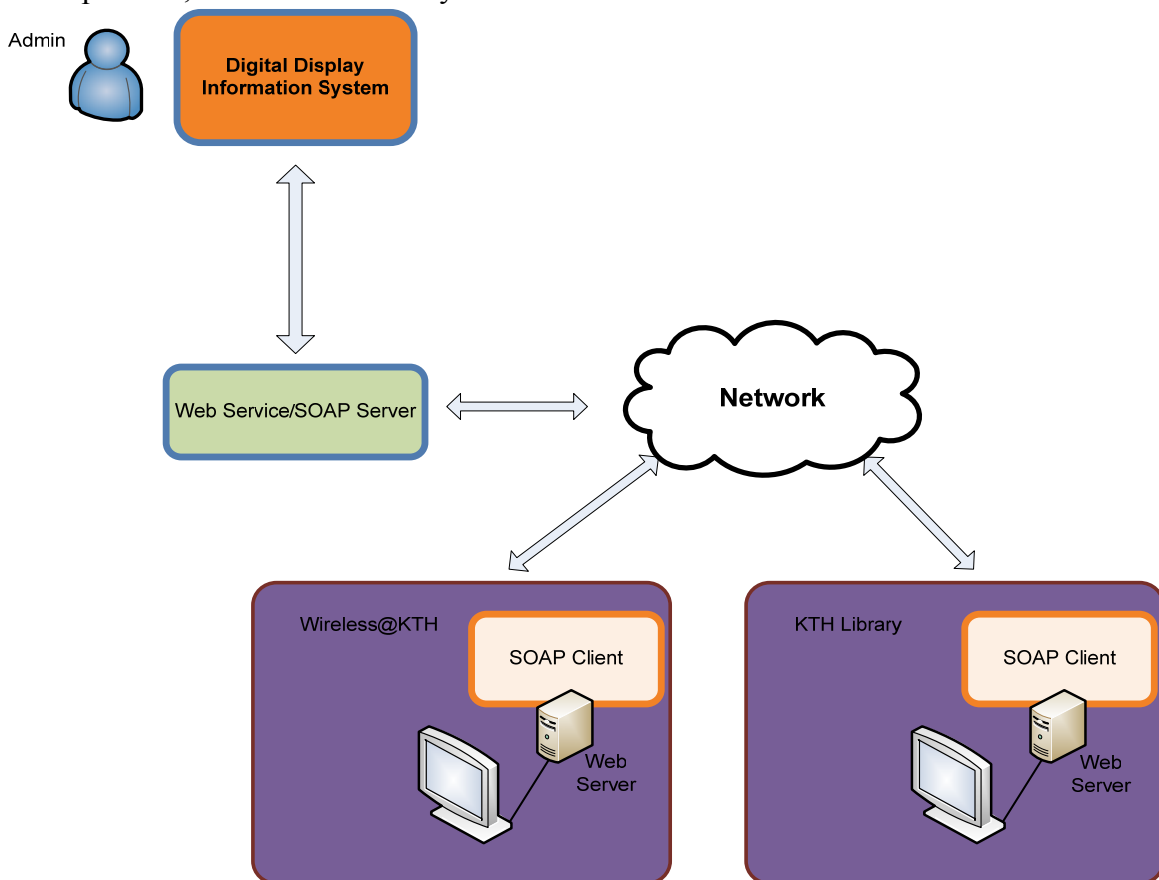 Admin
Digital Display
Information System
Web Service/SOAP Server
Network
Wireless@KTH
SOAP Client
Web
Server
KTH Library
SOAP Client
Web
Server